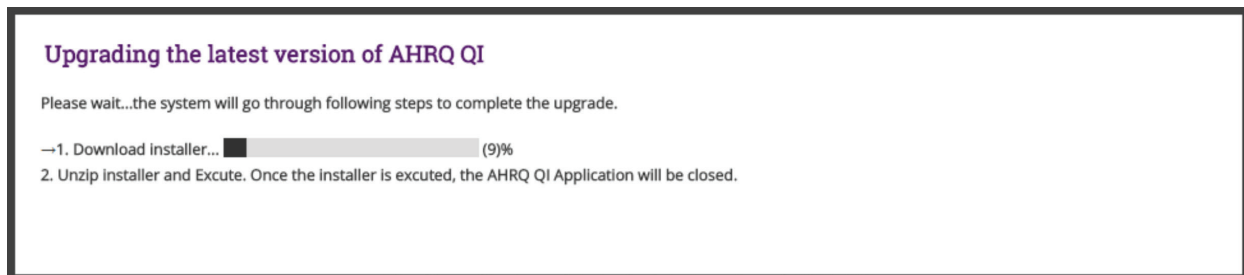 Upgrading the latest version of AHRQ QI
Please wait...the system will go through following steps to complete the upgrade.
→1. Download installer... (9)%
2. Unzip installer and Excute. Once the installer is excuted, the AHRQ QI Application will be closed.